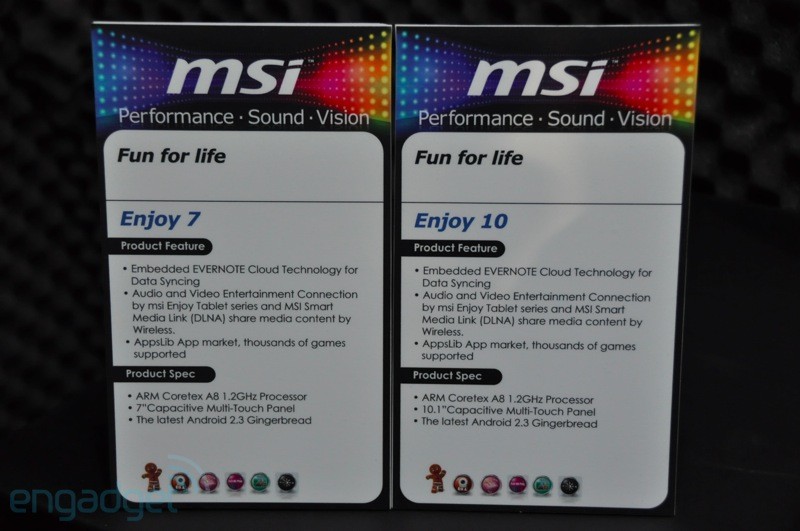 msi™
Performance · Sound · Vision
Fun for life
Enjoy 7
Product Feature
• Embedded EVERNOTE Cloud Technology for
Data Syncing
• Audio and Video Entertainment Connection
by msi Enjoy Tablet series and MSI Smart
Media Link (DLNA) share media content by
Wireless.
• AppsLib App market, thousands of games
supported
Product Spec
• ARM Coretex A8 1.2GHz Processor
• 7"Capacitive Multi-Touch Panel
• The latest Android 2.3 Gingerbread
msi™
Performance · Sound · Vision
Fun for life
Enjoy 10
Product Feature
• Embedded EVERNOTE Cloud Technology for
Data Syncing
• Audio and Video Entertainment Connection
by msi Enjoy Tablet series and MSI Smart
Media Link (DLNA) share media content by
Wireless.
• AppsLib App market, thousands of games
supported
Product Spec
• ARM Coretex A8 1.2GHz Processor
• 10.1"Capacitive Multi-Touch Panel
• The latest Android 2.3 Gingerbread
engadget